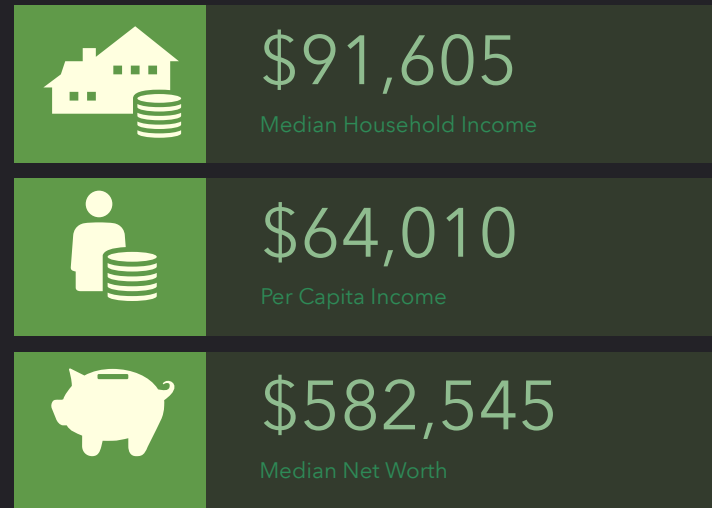 $91,605
Median Household Income
$64,010
Per Capita Income
$582,545
Median Net Worth